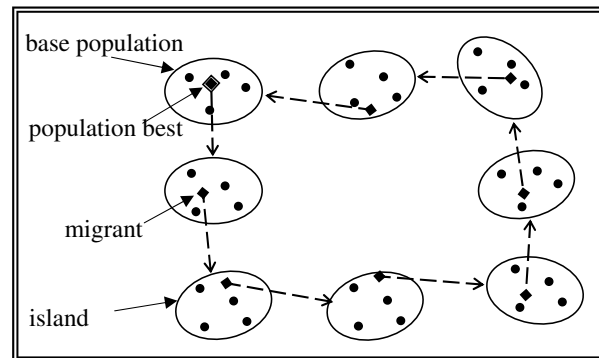 base population
population best
migrant
island